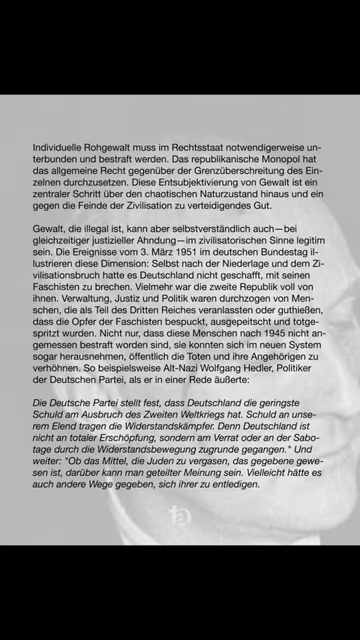 Individuelle Rohgewalt muss im Rechtsstaat notwendigerweise un-
terbunden und bestraft werden. Das republikanische Monopol hat
das allgemeine Recht gegenüber der Grenzüberschreitung des Ein-
zelnen durchzusetzen. Diese Entsubjektivierung von Gewalt ist ein
zentraler Schritt über den chaotischen Naturzustand hinaus und ein
gegen die Feinde der Zivilisation zu verteidigendes Gut.
Gewalt, die illegal ist, kann aber selbstverständlich auch—bei
gleichzeitiger justizieller Ahndung—im zivilisatorischen Sinne legitim
sein. Die Ereignisse vom 3. März 1951 im deutschen Bundestag il-
lustrieren diese Dimension: Selbst nach der Niederlage und dem Zi-
vilisationsbruch hatte es Deutschland nicht geschafft, mit seinen
Faschisten zu brechen. Vielmehr war die zweite Republik voll von
ihnen. Verwaltung, Justiz und Politik waren durchzogen von Men-
schen, die als Teil des Dritten Reiches veranlassten oder guthießen,
dass die Opfer der Faschisten bespuckt, ausgepeitscht und totge-
spritzt wurden. Nicht nur, dass diese Menschen nach 1945 nicht an-
gemessen bestraft worden sind, sie konnten sich im neuen System
sogar herausnehmen, öffentlich die Toten und ihre Angehörigen zu
verhöhnen. So beispielsweise Alt-Nazi Wolfgang Hedler, Politiker
der Deutschen Partei, als er in einer Rede äußerte:
Die Deutsche Partei stellt fest, dass Deutschland die geringste
Schuld am Ausbruch des Zweiten Weltkriegs hat. Schuld an unse-
rem Elend tragen die Widerstandskämpfer. Denn Deutschland ist
nicht an totaler Erschöpfung, sondern am Verrat oder an der Sabo-
tage durch die Widerstandsbewegung zugrunde gegangen." Und
weiter: "Ob das Mittel, die Juden zu vergasen, das gegebene gewe-
sen ist, darüber kann man geteilter Meinung sein. Vielleicht hätte es
auch andere Wege gegeben, sich ihrer zu entledigen.